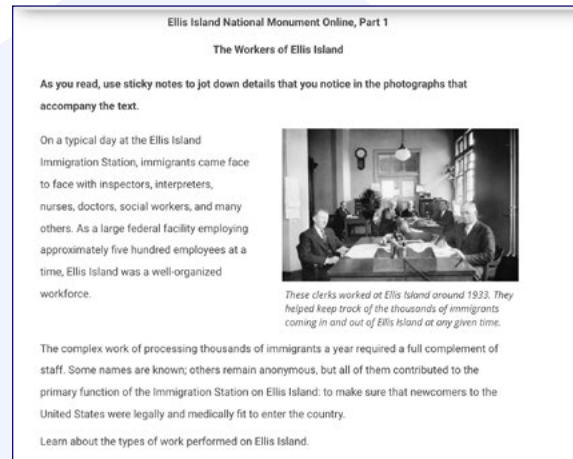 Ellis Island National Monument Online, Part 1
The Workers of Ellis Island
As you read, use sticky notes to jot down details that you notice in the photographs that
accompany the text.
On a typical day at the Ellis Island
Immigration Station, immigrants came face
to face with inspectors, interpreters,
nurses, doctors, social workers, and many
others. As a large federal facility employing
approximately five hundred employees at a
time, Ellis Island was a well-organized
workforce.
These clerks worked at Ellis Island around 1933. They
helped keep track of the thousands of immigrants
coming in and out of Ellis Island at any given time.
The complex work of processing thousands of immigrants a year required a full complement of
staff. Some names are known; others remain anonymous, but all of them contributed to the
primary function of the Immigration Station on Ellis Island: to make sure that newcomers to the
United States were legally and medically fit to enter the country.
Learn about the types of work performed on Ellis Island.